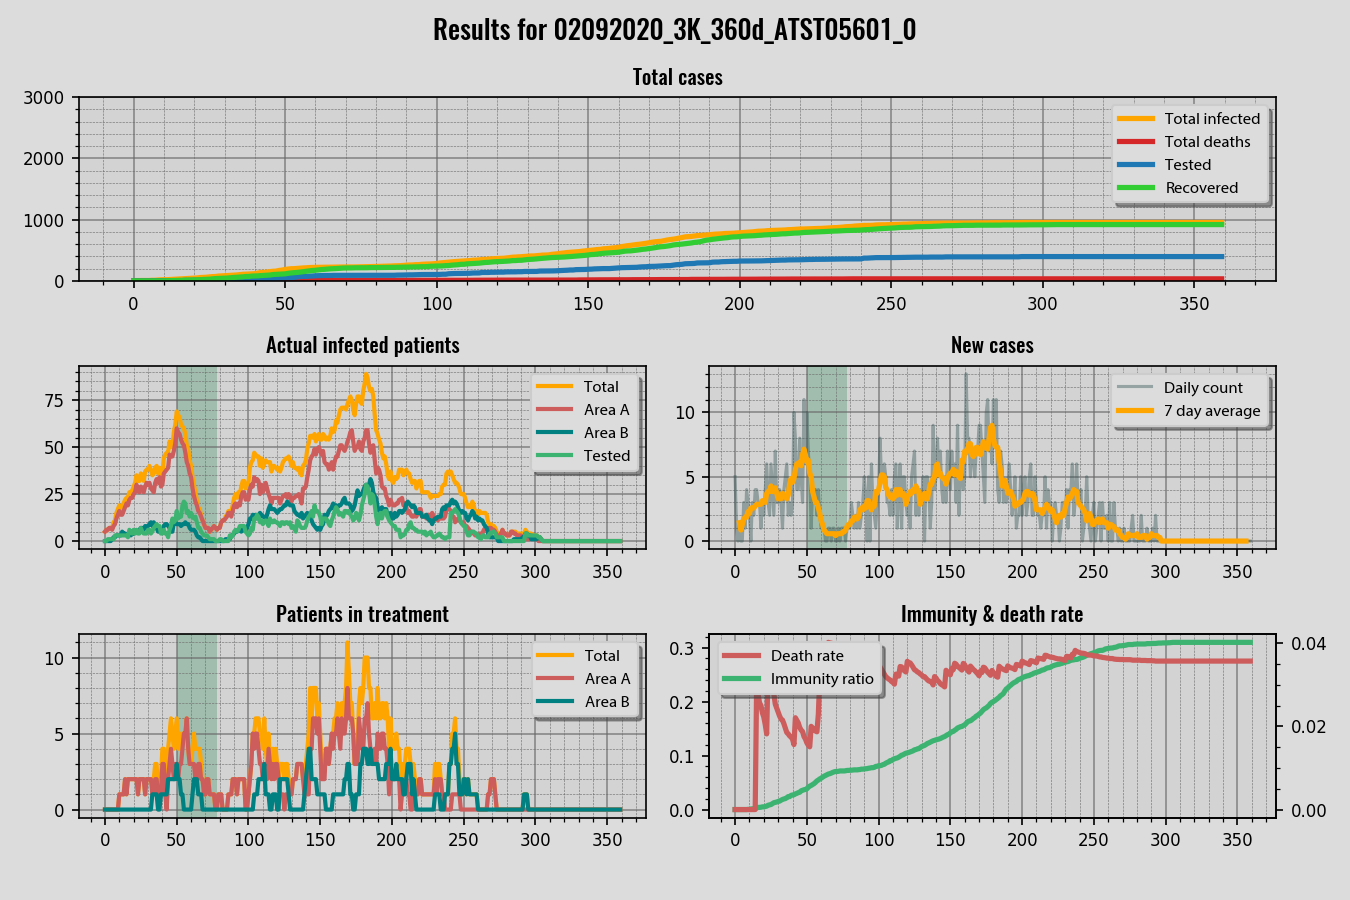 Results for 02092020_3K_360d_ATST05601_0
Total cases
3000
2000
1000
0
Total infected
Total deaths
Tested
Recovered
0 50 100 150 200 250 300 350
Actual infected patients
75
50
25
0
Total
Area A
Area B
Tested
0 50 100 150 200 250 300 350
New cases
10
5
0
Daily count
7 day average
0 50 100 150 200 250 300 350
Patients in treatment
10
5
0
Total
Area A
Area B
0 50 100 150 200 250 300 350
Immunity & death rate
0.3
0.2
0.1
0.0
Death rate
Immunity ratio
0.04
0.02
0.00
0 50 100 150 200 250 300 350